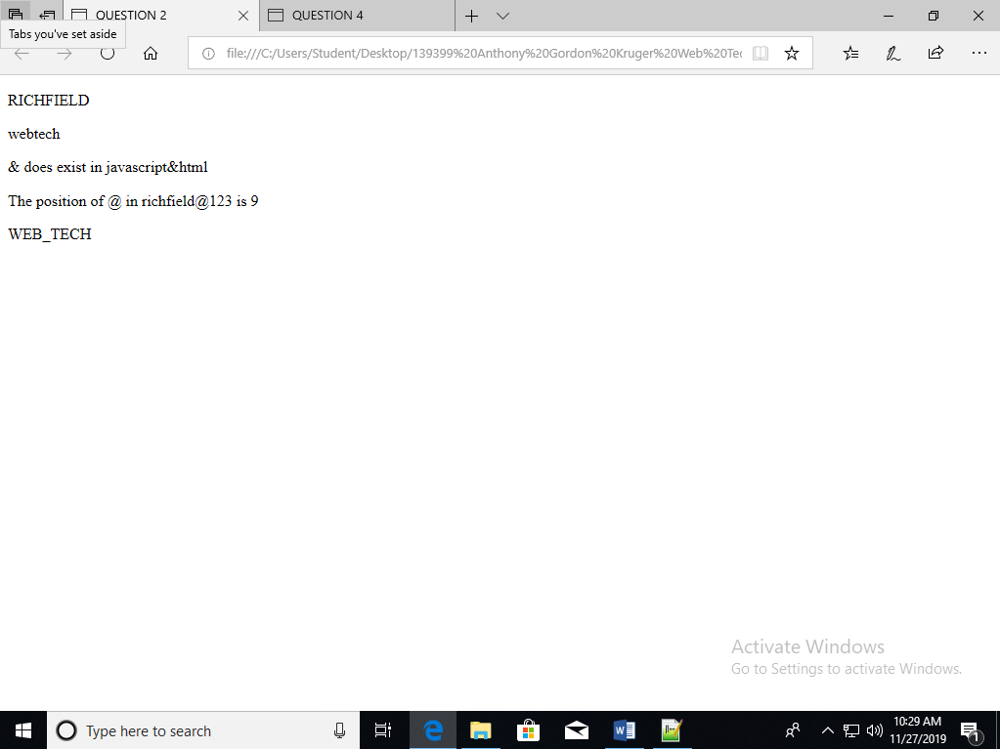 QUESTION 2
QUESTION 4
Tabs you've set aside
file:///C:/Users/Student/Desktop/139399%20Anthony%20Gordon%20Kruger%20Web%20Tec
RICHFIELD
webtech
& does exist in javascript&html
The position of @ in richfield@123 is 9
WEB_TECH
Activate Windows
Go to Settings to activate Windows.
Type here to search
10:29 AM
11/27/2019
1